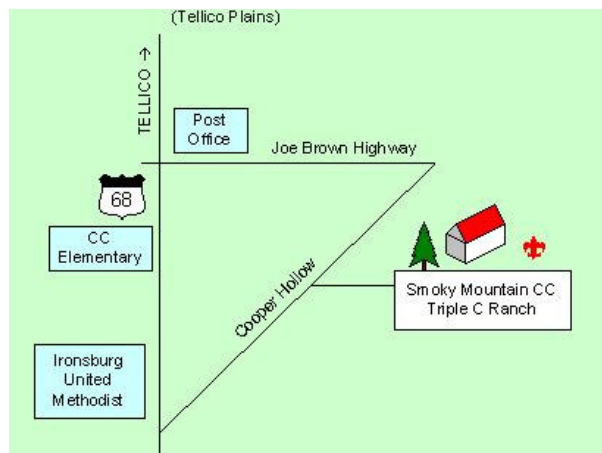 (Tellico Plains)
TELLICO →
Post
Office
Joe Brown Highway
68
CC
Elementary
Cooper Hollow
Smoky Mountain CC
Triple C Ranch
Ironsburg
United
Methodist